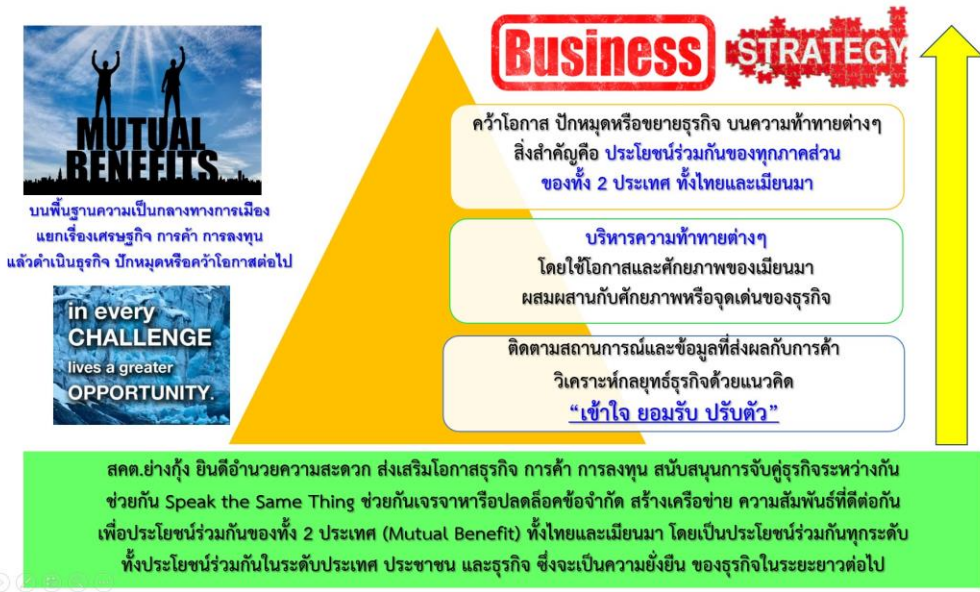 Business STRATEGY
MUTUAL
BENEFITS
บนพื้นฐานความเป็นกลางทางการเมือง
แยกเรื่องเศรษฐกิจ การค้า การลงทุน
แล้วดำเนินธุรกิจ ปักหมุดหรือคว้าโอกาสต่อไป
in every
CHALLENGE
lives a greater
OPPORTUNITY.
คว้าโอกาส ปักหมุดหรือขยายธุรกิจ บนความท้าทายต่างๆ
สิ่งสำคัญคือ ประโยชน์ร่วมกันของทุกภาคส่วน
ของทั้ง 2 ประเทศ ทั้งไทยและเมียนมา
บริหารความท้าทายต่างๆ
โดยใช้โอกาสและศักยภาพของเมียนมา
ผสมผสานกับศักยภาพหรือจุดเด่นของธุรกิจ
ติดตามสถานการณ์และข้อมูลที่ส่งผลกับการค้า
วิเคราะห์กลยุทธ์ธุรกิจด้วยแนวคิด
“เข้าใจ ยอมรับ ปรับตัว”
สคต.ย่างกุ้ง ยินดีอำนวยความสะดวก ส่งเสริมโอกาสธุรกิจ การค้า การลงทุน สนับสนุนการจับคู่ธุรกิจระหว่างกัน
ช่วยกัน Speak the Same Thing ช่วยกันเจรจาหารือปลดล็อคข้อจำกัด สร้างเครือข่าย ความสัมพันธ์ที่ดีต่อกัน
เพื่อประโยชน์ร่วมกันของทั้ง 2 ประเทศ (Mutual Benefit) ทั้งไทยและเมียนมา โดยเป็นประโยชน์ร่วมกันทุกระดับ
ทั้งประโยชน์ร่วมกันในระดับประเทศ ประชาชน และธุรกิจ ซึ่งจะเป็นความยั่งยืน ของธุรกิจในระยะยาวต่อไป